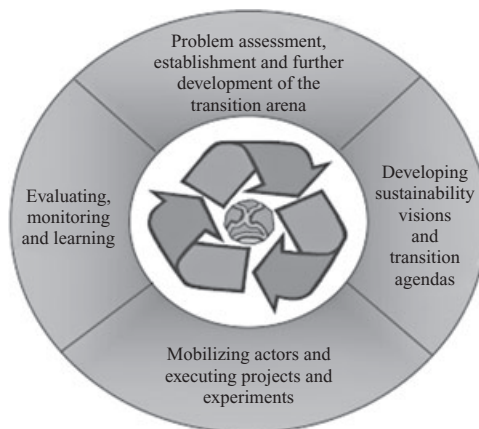 Problem assessment,
establishment and further
development of the
transition arena
Developing
sustainability
visions
and
transition
agendas
Mobilizing actors and
executing projects and
experiments
Evaluating,
monitoring
and learning